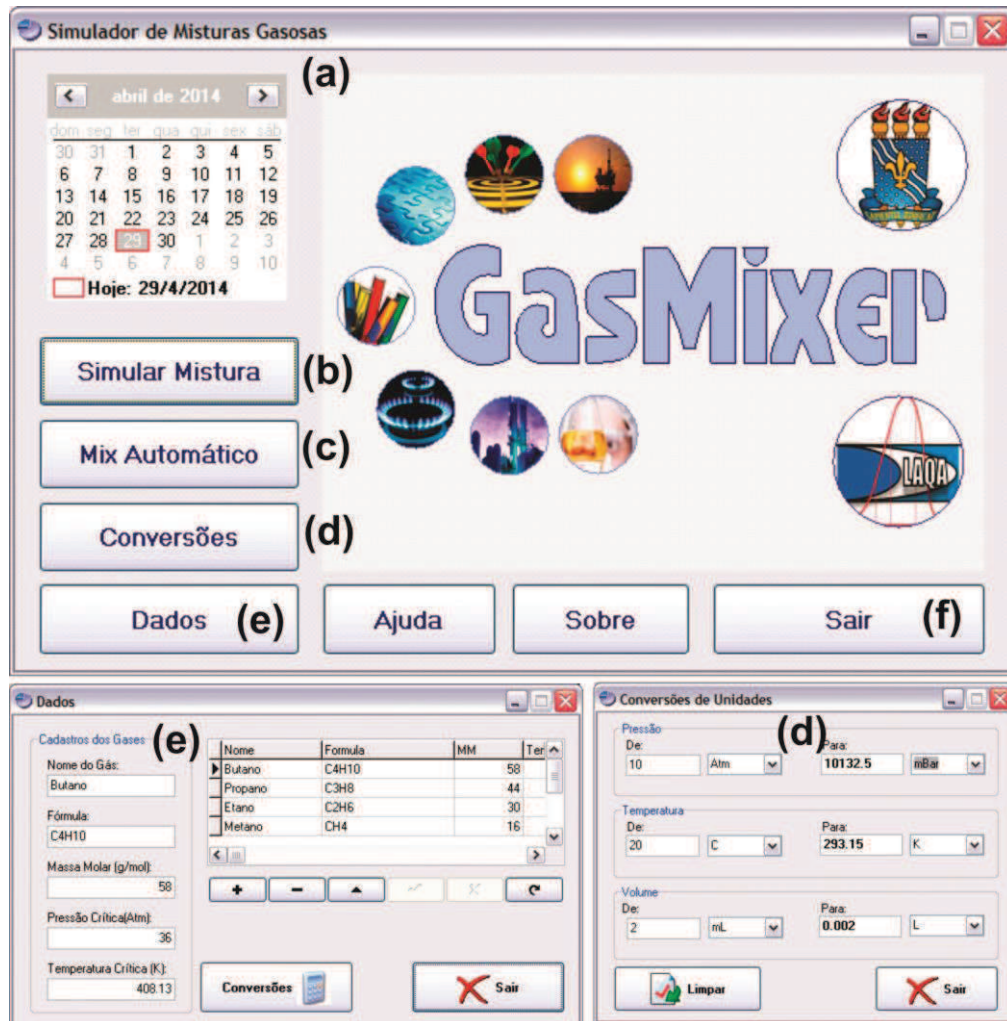 Simulador de Misturas Gasosas
(a)
abril de 2014
dom seg ter qua qui sex sáb
30 31 1 2 3 4 5
6 7 8 9 10 11 12
13 14 15 16 17 18 19
20 21 22 23 24 25 26
27 28 29 30 1 2 3
4 5 6 7 8 9 10
Hoje: 29/4/2014
GasMixer
LAQA
Simular Mistura (b)
Mix Automático (c)
Conversões (d)
Dados (e)
Ajuda
Sobre
Sair (f)
Dados
(e)
Cadastros dos Gases
Nome do Gás:
Butano
Fórmula:
C4H10
Massa Molar (g/mol):
58
Pressão Crítica(Atm):
36
Temperatura Crítica (K):
408.13
Nome Formula MM Ter
Butano C4H10 58
Propano C3H8 44
Etano C2H6 30
Metano CH4 16
Conversões
Sair
Conversões de Unidades
(d)
Pressão
De: Para:
10 Atm 10132.5 mBar
Temperatura
De: Para:
20 C 293.15 K
Volume
De: Para:
2 mL 0.002 L
Limpar
Sair